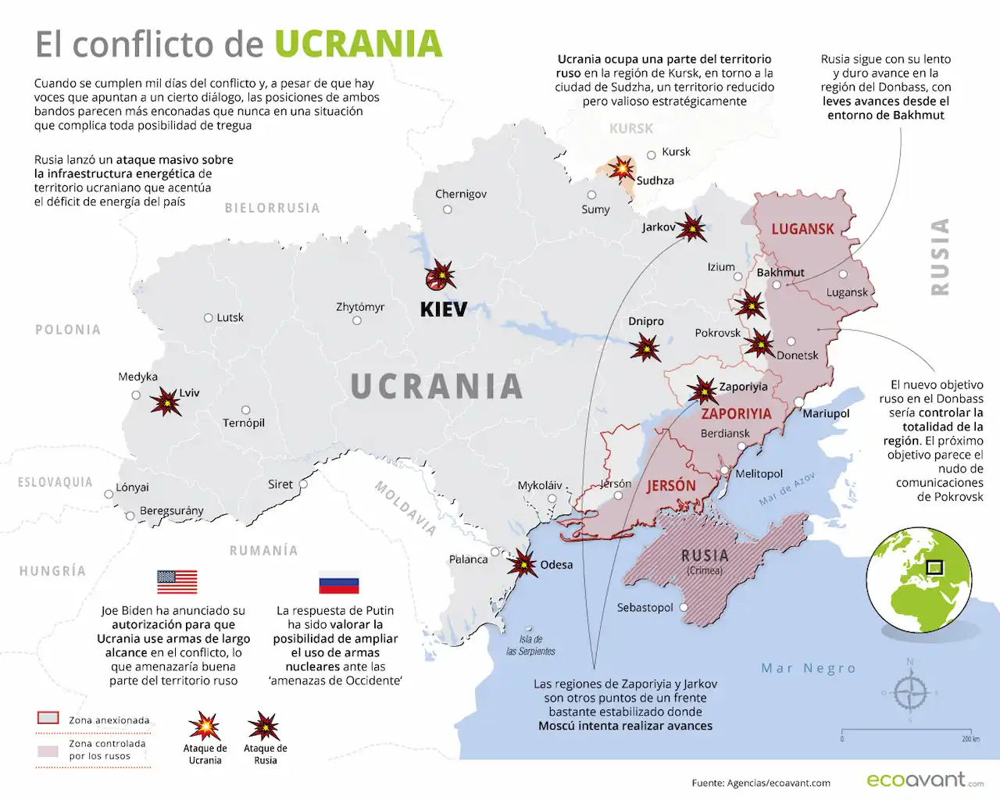 El conflicto de UCRANIA
Cuando se cumplen mil días del conflicto y, a pesar de que hay
voces que apuntan a un cierto diálogo, las posiciones de ambos
bandos parecen más enconadas que nunca en una situación
que complica toda posibilidad de tregua
Rusia lanzó un ataque masivo sobre
la infraestructura energética de
territorio ucraniano que acentúa
el déficit de energía del país
Ucrania ocupa una parte del territorio
ruso en la región de Kursk, en torno a la
ciudad de Sudzha, un territorio reducido
pero valioso estratégicamente
Rusia sigue con su lento
y duro avance en la
región del Donbass, con
leves avances desde el
entorno de Bakhmut
KURSK
Kursk
Sudhza
Chernigov
Sumy
BIELORRUSIA
Jarkov
LUGANSK
RUSIA
Izium
Bakhmut
Lugansk
KIEV
Zhytómyr
Lutsk
POLONIA
Dnipro
Pokrovsk
Donetsk
Medyka
Lviv
UCRANIA
Zaporiyia
ZAPORIYIA
Mariupol
Ternópil
Berdiansk
El nuevo objetivo
ruso en el Donbass
sería controlar la
totalidad de la
región. El próximo
objetivo parece el
nudo de
comunicaciones
de Pokrovsk
ESLOVAQUIA
Lónyai
Siret
MOLDAVIA
Mykoláiv
Jersón
JERSÓN
Melitopol
Mar de Azov
Beregsurány
RUMANÍA
HUNGRÍA
Palanca
Odesa
RUSIA
(Crimea)
Sebastopol
Isla de
las Serpientes
Mar Negro
Joe Biden ha anunciado su
autorización para que
Ucrania use armas de largo
alcance en el conflicto, lo
que amenazaría buena
parte del territorio ruso
La respuesta de Putin
ha sido valorar la
posibilidad de ampliar
el uso de armas
nucleares ante las
‘amenazas de Occidente’
Las regiones de Zaporiyia y Jarkov
son otros puntos de un frente
bastante estabilizado donde
Moscú intenta realizar avances
Zona anexionada
Zona controlada
por los rusos
Ataque de
Ucrania
Ataque de
Rusia
N
O
E
S
0
200 km
Fuente: Agencias/ecoavant.com
ecoavant.com